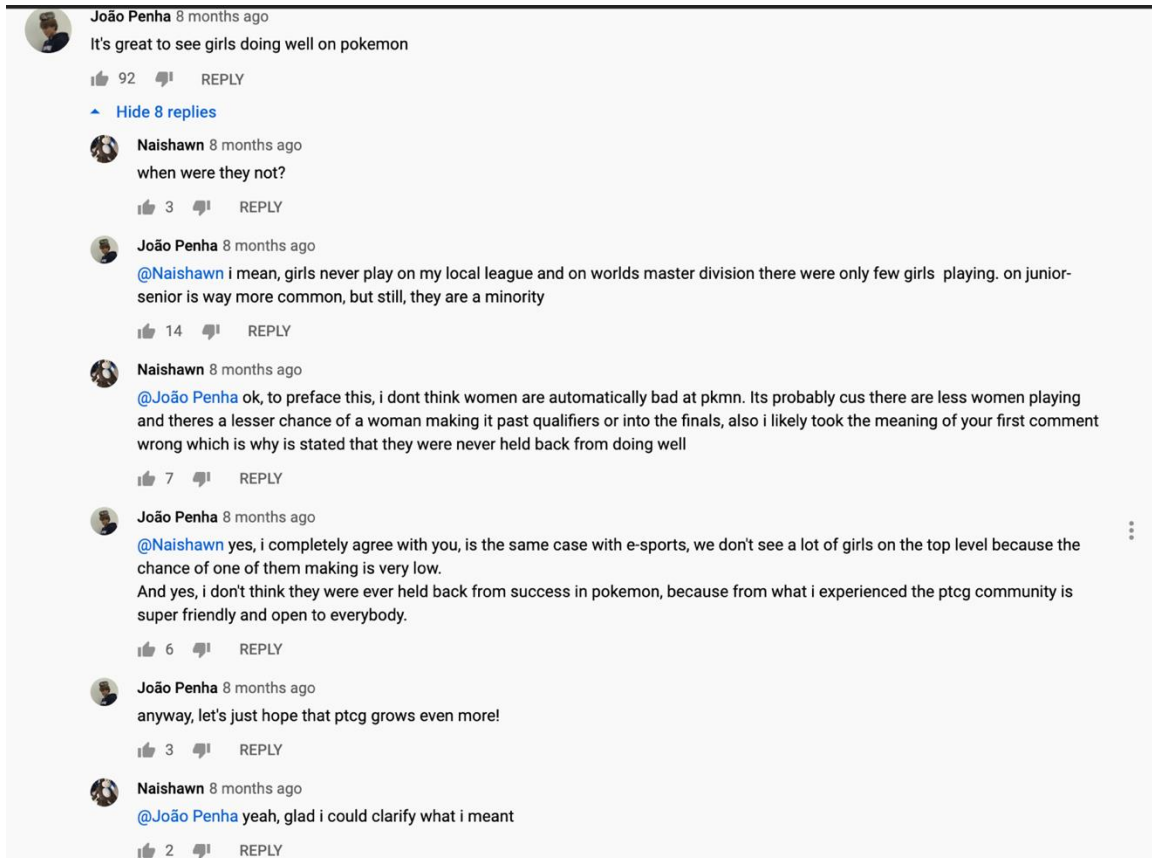 João Penha 8 months ago
It's great to see girls doing well on pokemon
92 REPLY
Hide 8 replies
Naishawn 8 months ago
when were they not?
3 REPLY
João Penha 8 months ago
@Naishawn i mean, girls never play on my local league and on worlds master division there were only few girls playing. on junior-
senior is way more common, but still, they are a minority
14 REPLY
Naishawn 8 months ago
@João Penha ok, to preface this, i dont think women are automatically bad at pkmn. Its probably cus there are less women playing
and theres a lesser chance of a woman making it past qualifiers or into the finals, also i likely took the meaning of your first comment
wrong which is why is stated that they were never held back from doing well
7 REPLY
João Penha 8 months ago
@Naishawn yes, i completely agree with you, is the same case with e-sports, we don't see a lot of girls on the top level because the
chance of one of them making is very low.
And yes, i don't think they were ever held back from success in pokemon, because from what i experienced the ptcg community is
super friendly and open to everybody.
6 REPLY
João Penha 8 months ago
anyway, let's just hope that ptcg grows even more!
3 REPLY
Naishawn 8 months ago
@João Penha yeah, glad i could clarify what i meant
2 REPLY